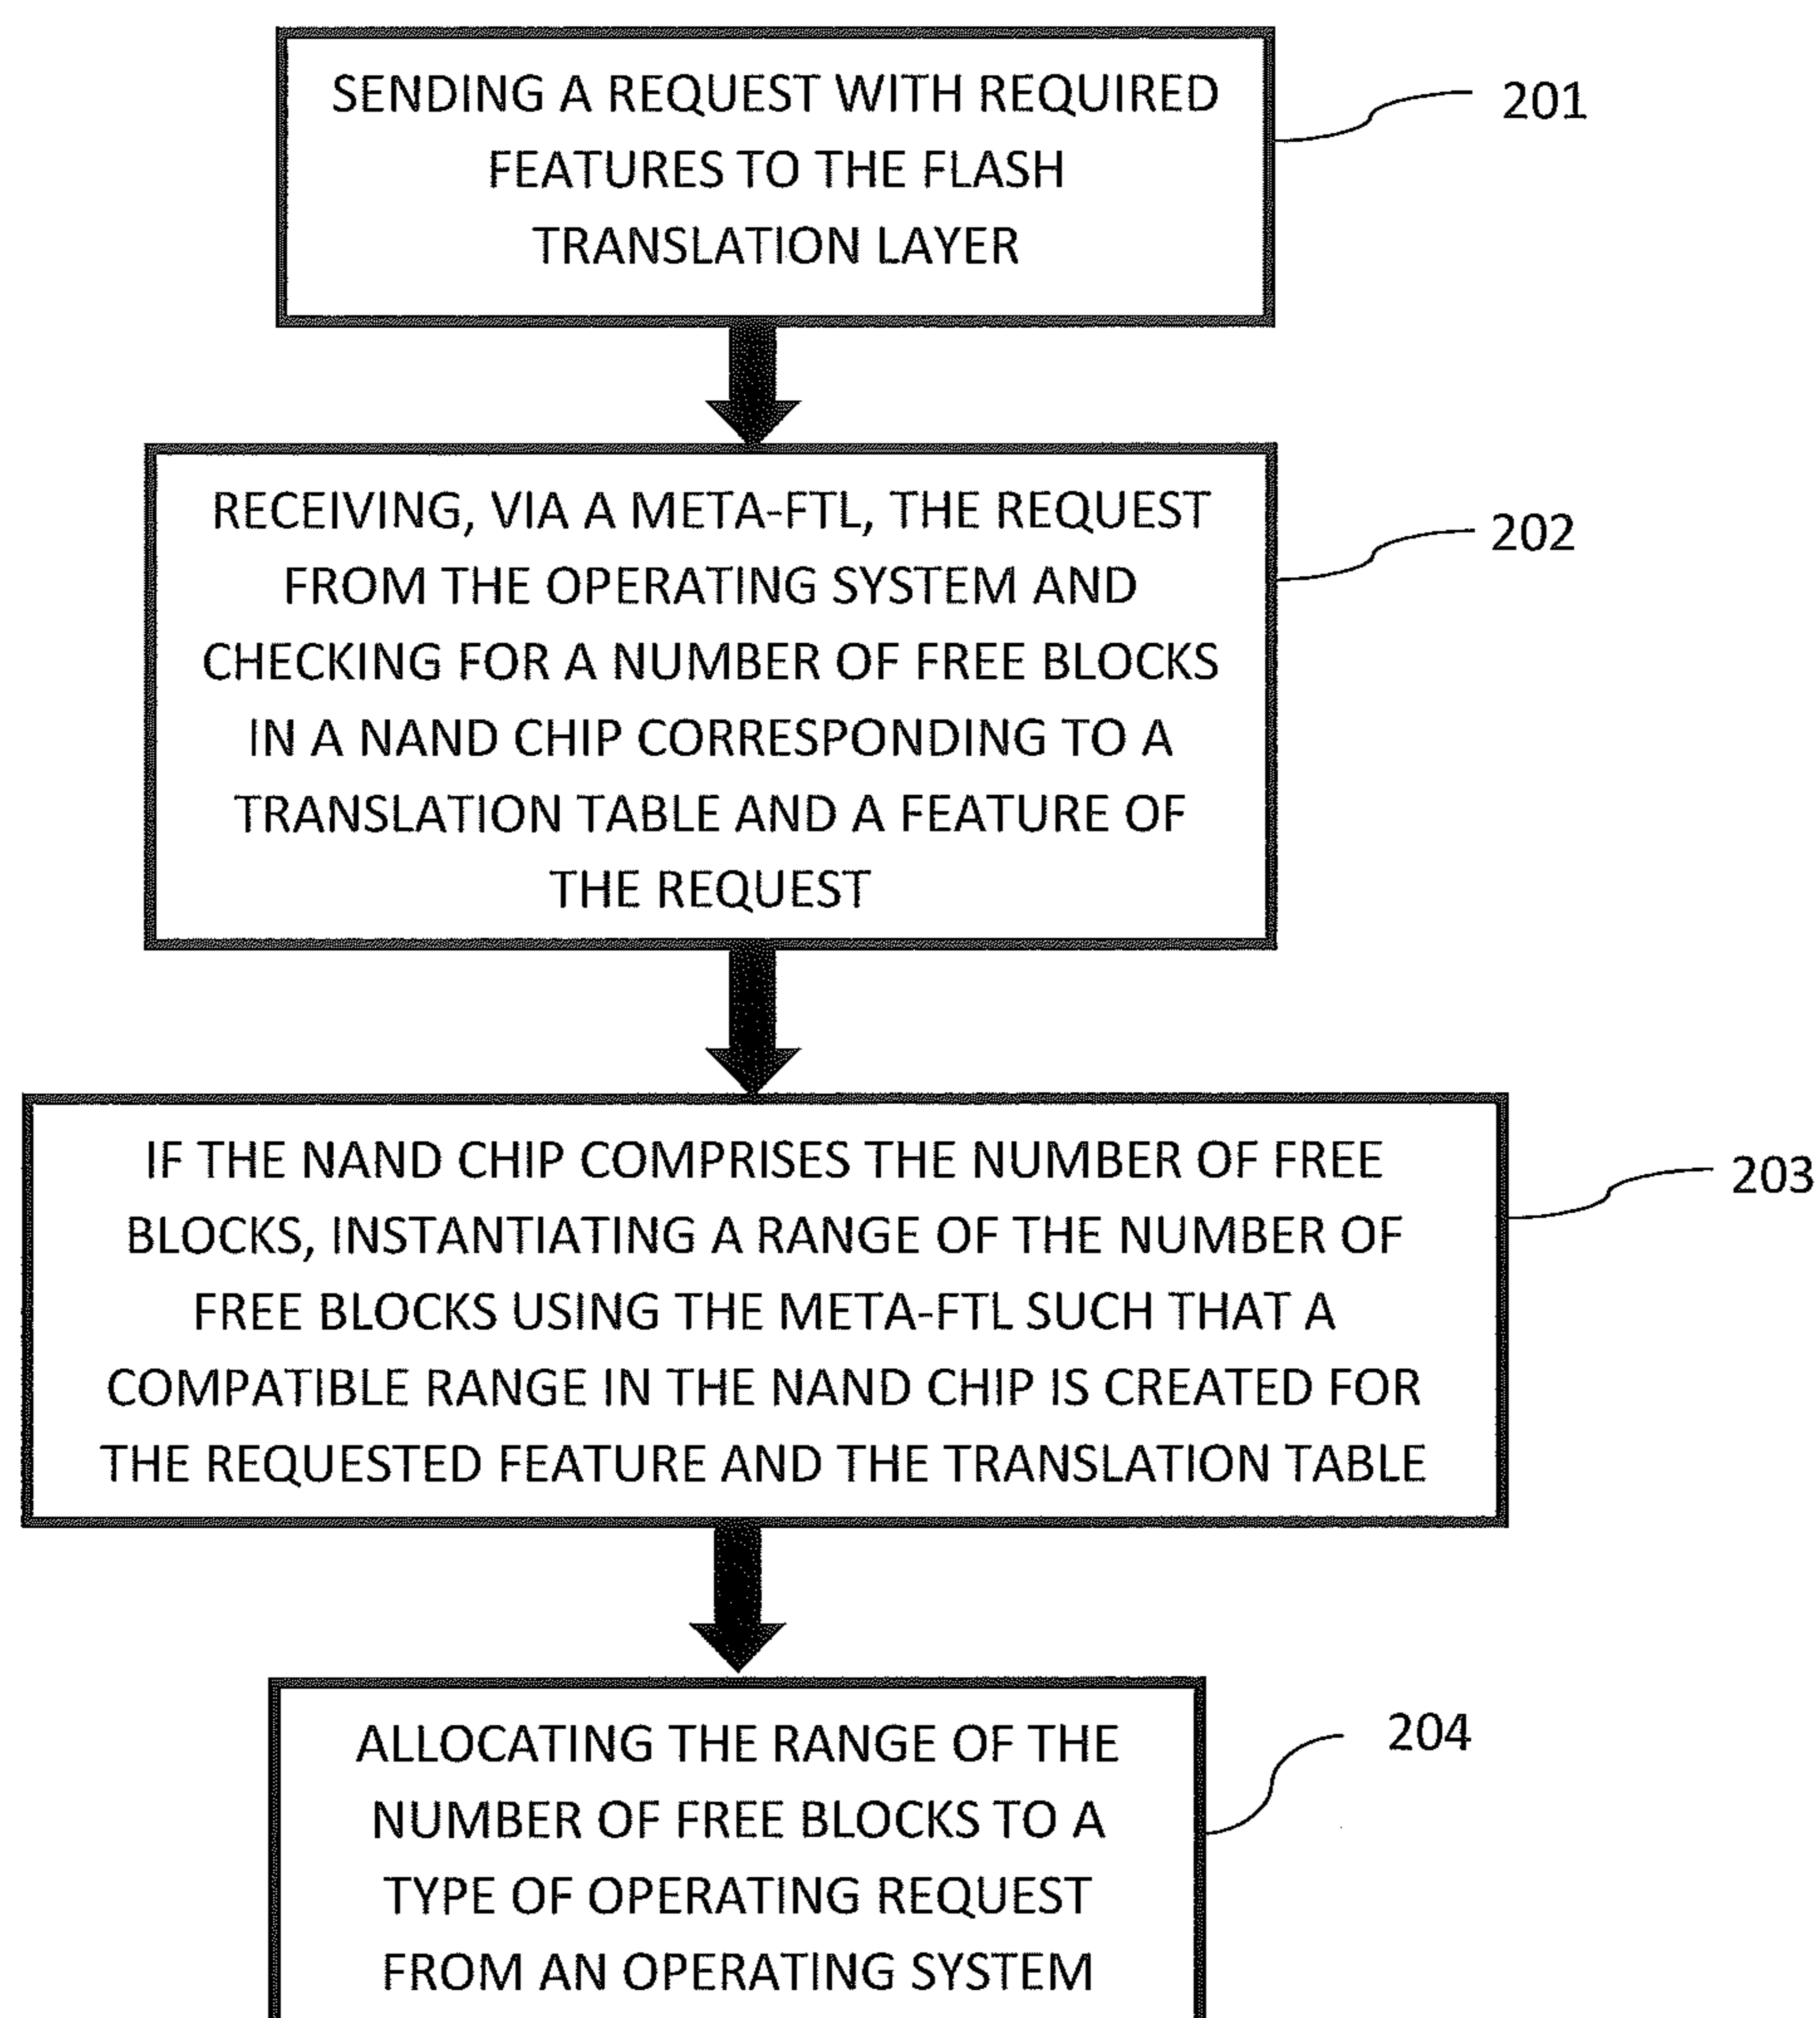 SENDING A REQUEST WITH REQUIRED
FEATURES TO THE FLASH
TRANSLATION LAYER
201
RECEIVING, VIA A META-FTL, THE REQUEST
FROM THE OPERATING SYSTEM AND
CHECKING FOR A NUMBER OF FREE BLOCKS
IN A NAND CHIP CORRESPONDING TO A
TRANSLATION TABLE AND A FEATURE OF
THE REQUEST
202
IF THE NAND CHIP COMPRISES THE NUMBER OF FREE
BLOCKS, INSTANTIATING A RANGE OF THE NUMBER OF
FREE BLOCKS USING THE META-FTL SUCH THAT A
COMPATIBLE RANGE IN THE NAND CHIP IS CREATED FOR
THE REQUESTED FEATURE AND THE TRANSLATION TABLE
203
ALLOCATING THE RANGE OF THE
NUMBER OF FREE BLOCKS TO A
TYPE OF OPERATING REQUEST
FROM AN OPERATING SYSTEM
204